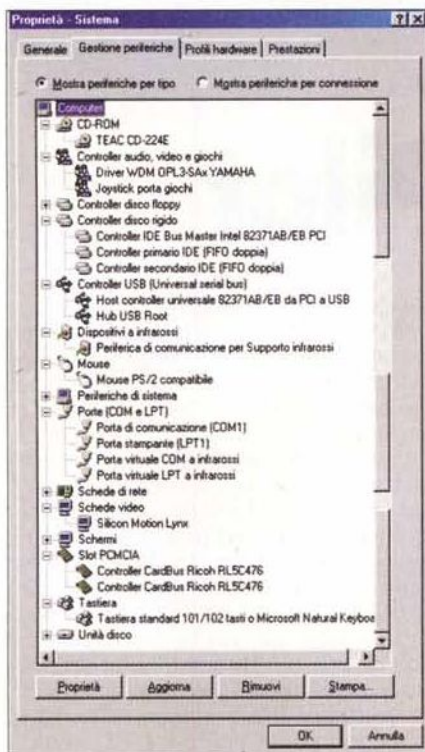 Proprietà - Sistema
Generale Gestione periferiche Profili hardware Prestazioni
Mostra periferiche per tipo Mostra periferiche per connessione
Computer
CD-ROM
TEAC CD-224E
Controller audio, video e giochi
Driver WDM OPL3-SAx YAMAHA
Joystick porta giochi
Controller disco floppy
Controller disco rigido
Controller IDE Bus Master Intel 82371AB/EB PCI
Controller primario IDE (FIFO doppia)
Controller secondario IDE (FIFO doppia)
Controller USB (Universal serial bus)
Host controller universale 82371AB/EB da PCI a USB
Hub USB Root
Dispositivi a infrarossi
Periferica di comunicazione per Supporto infrarossi
Mouse
Mouse PS/2 compatibile
Periferiche di sistema
Porte (COM e LPT)
Porta di comunicazione (COM1)
Porta stampante (LPT1)
Porta virtuale COM a infrarossi
Porta virtuale LPT a infrarossi
Schede di rete
Schede video
Silicon Motion Lynx
Schermi
Slot PCMCIA
Controller CardBus Ricoh RL5C476
Controller CardBus Ricoh RL5C476
Tastiera
Tastiera standard 101/102 tasti o Microsoft Natural Keyboa
Unità disco
Proprietà Aggiorna Rimuovi Stampa...
OK Annulla